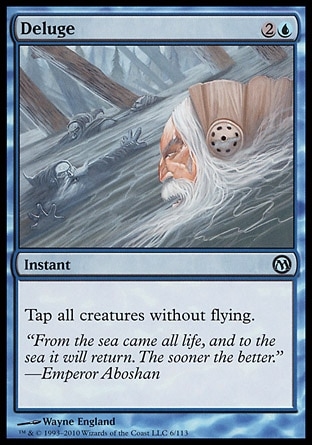 Deluge 2
Instant
Tap all creatures without flying.
“From the sea came all life, and to the
sea it will return. The sooner the better.”
—Emperor Aboshan
Wayne England
™ & © 1993-2010 Wizards of the Coast LLC 6/113